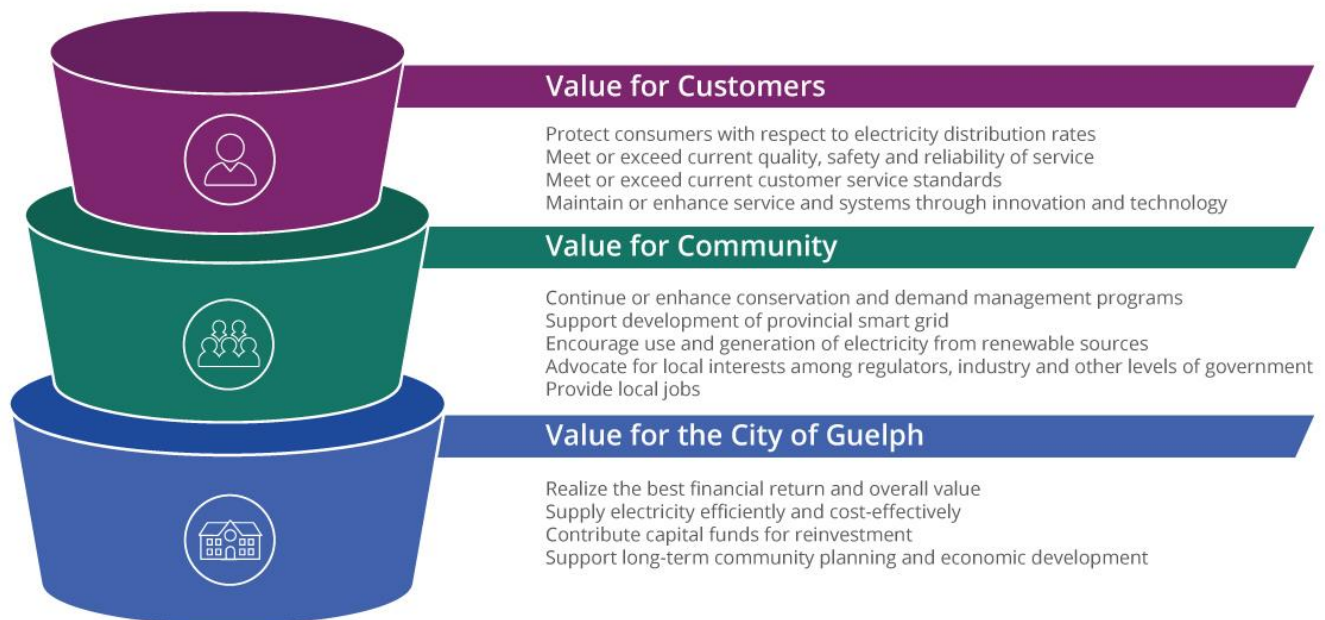 Value for Customers
Protect consumers with respect to electricity distribution rates
Meet or exceed current quality, safety and reliability of service
Meet or exceed current customer service standards
Maintain or enhance service and systems through innovation and technology
Value for Community
Continue or enhance conservation and demand management programs
Support development of provincial smart grid
Encourage use and generation of electricity from renewable sources
Advocate for local interests among regulators, industry and other levels of government
Provide local jobs
Value for the City of Guelph
Realize the best financial return and overall value
Supply electricity efficiently and cost-effectively
Contribute capital funds for reinvestment
Support long-term community planning and economic development